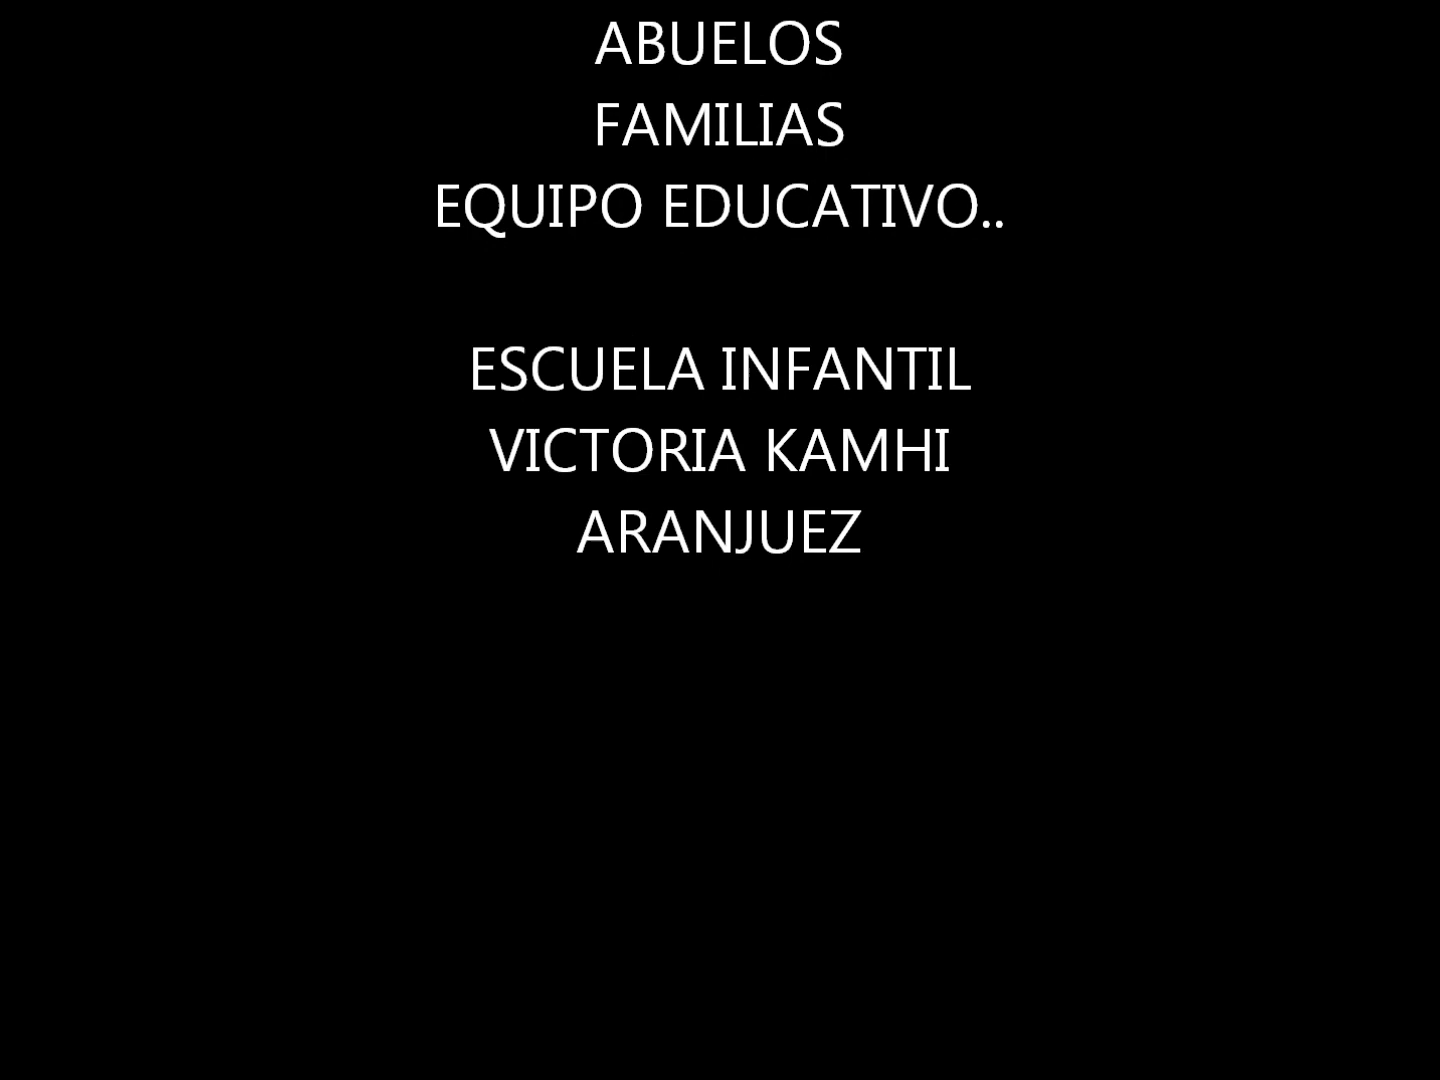 ABUELOS
FAMILIAS
EQUIPO EDUCATIVO..
ESCUELA INFANTIL
VICTORIA KAMHI
ARANJUEZ